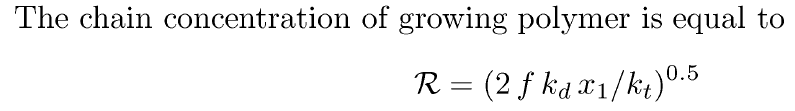 The chain concentration of growing polymer is equal to
ℛ = (2 f k_d x_1/k_t)^{0.5}